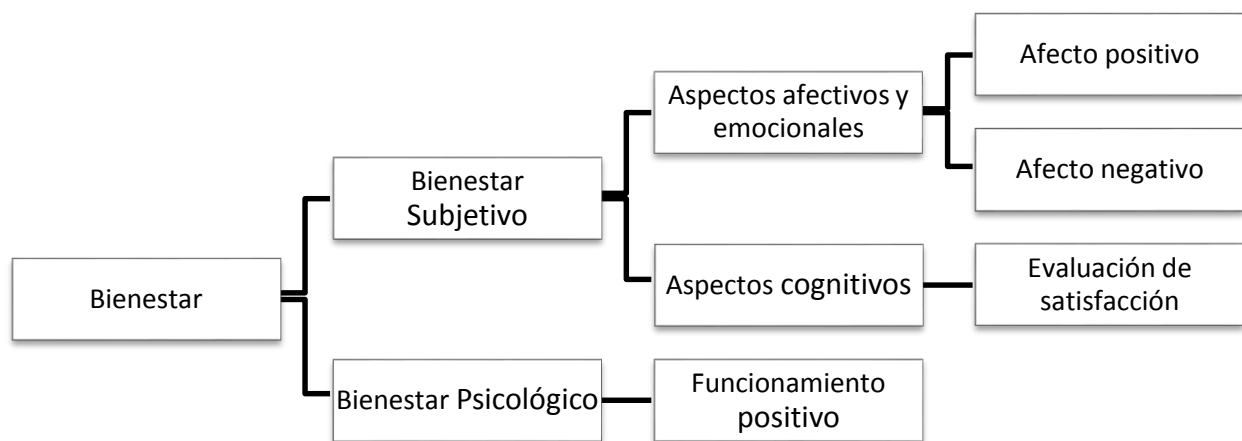 Bienestar
Bienestar
Subjetivo
Aspectos afectivos y
emocionales
Afecto positivo
Afecto negativo
Aspectos cognitivos
Evaluación de
satisfacción
Bienestar Psicológico
Funcionamiento
positivo